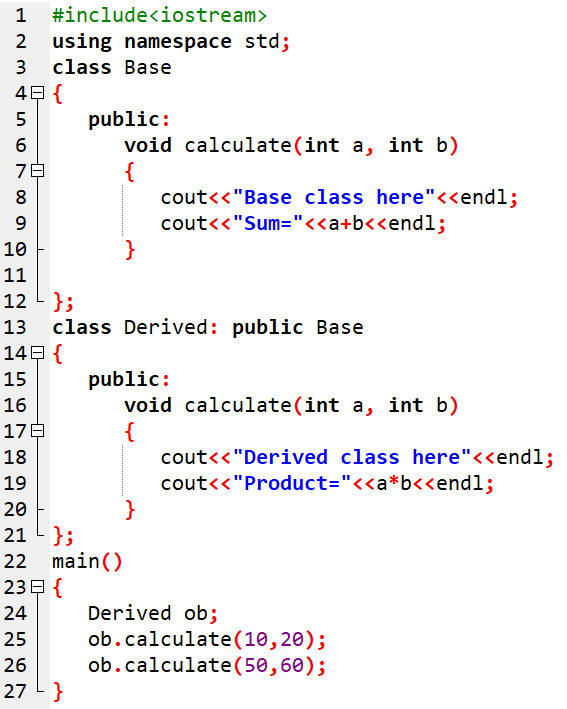 1 #include<iostream>
2 using namespace std;
3 class Base
4 {
5 public:
6 void calculate(int a, int b)
7 {
8 cout<<"Base class here"<<endl;
9 cout<<"Sum="<<a+b<<endl;
10 }
11
12 };
13 class Derived: public Base
14 {
15 public:
16 void calculate(int a, int b)
17 {
18 cout<<"Derived class here"<<endl;
19 cout<<"Product="<<a*b<<endl;
20 }
21 };
22 main()
23 {
24 Derived ob;
25 ob.calculate(10,20);
26 ob.calculate(50,60);
27 }